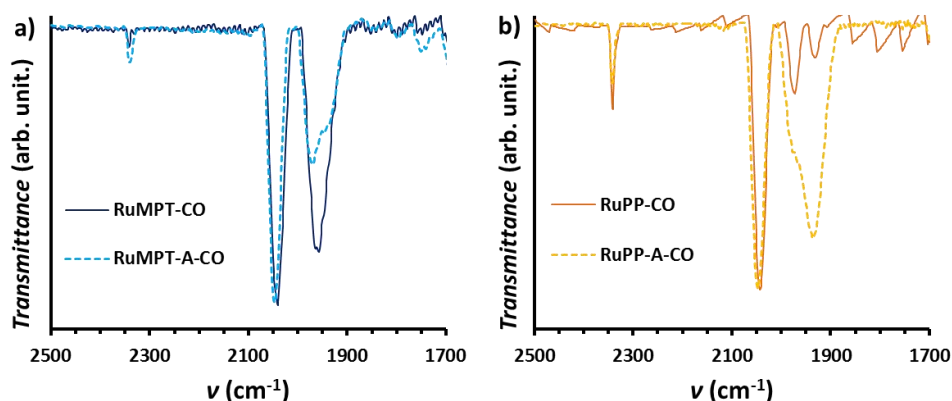 a)
Transmittance (arb. unit.)
RuMPT-CO
RuMPT-A-CO
2500 2300 2100 1900 1700
ν (cm⁻¹)
b)
Transmittance (arb. unit.)
RuPP-CO
RuPP-A-CO
2500 2300 2100 1900 1700
ν (cm⁻¹)